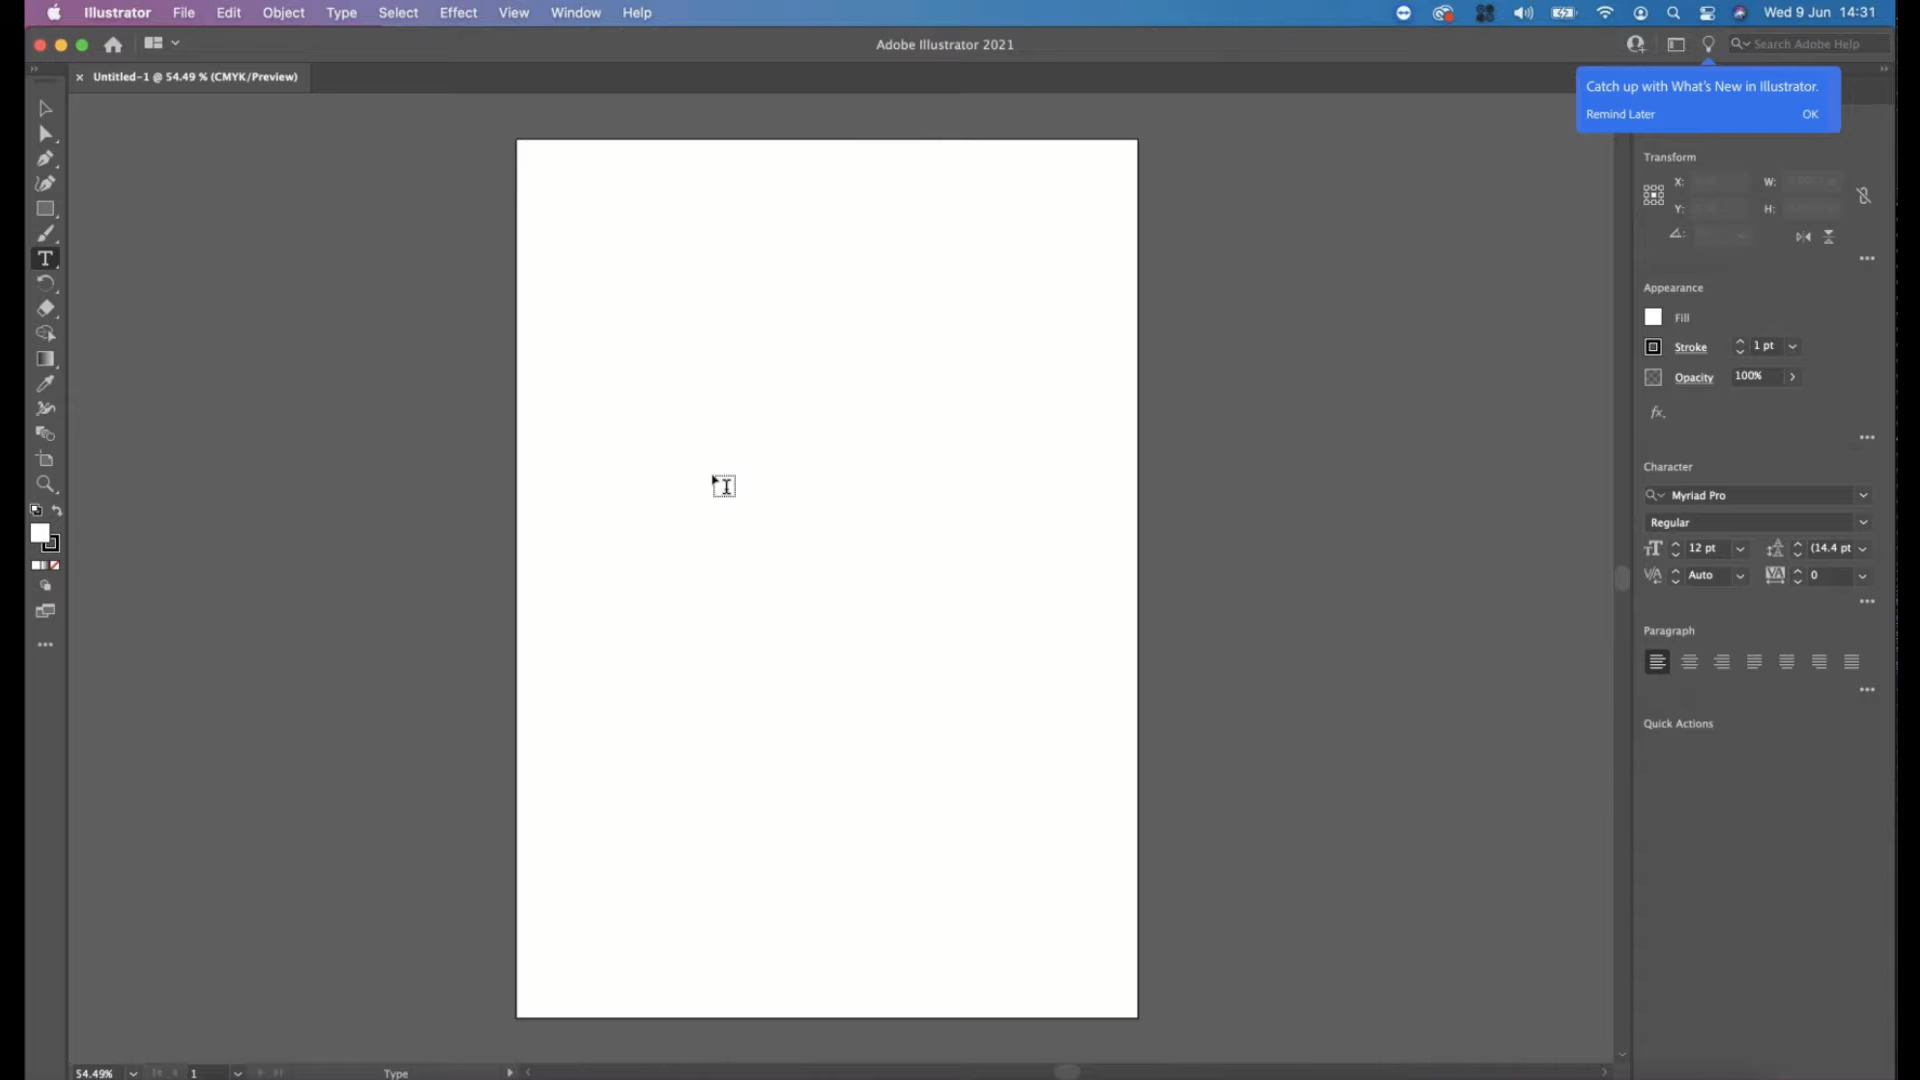 Illustrator File Edit Object Type Select Effect View Window Help Wed 9 Jun 14:31
Adobe Illustrator 2021 Search Adobe Help
× Untitled-1 @ 54.49 % (CMYK/Preview)
Catch up with What's New in Illustrator.
Remind Later OK
Transform
X: W:
Y: H:
Appearance
Fill
Stroke 1 pt
Opacity 100%
fx.
Character
Myriad Pro
Regular
12 pt (14.4 pt
Auto 0
Paragraph
Quick Actions
54.49% 1 Type